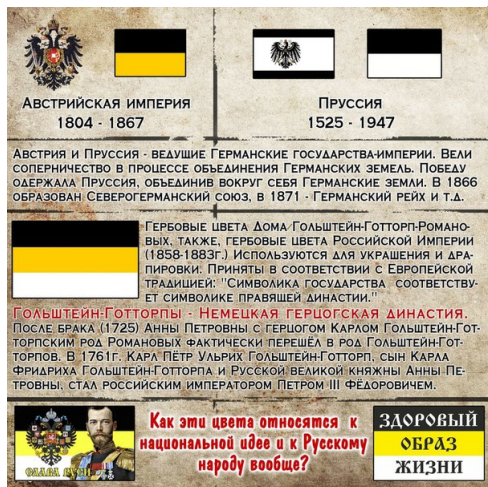 Австрийская империя
1804 - 1867
Пруссия
1525 - 1947
Австрия и Пруссия - ведущие Германские государства-империи. Вели
соперничество в процессе объединения Германских земель. Победу
одержала Пруссия, объединив вокруг себя Германские земли. В 1866
образован Северогерманский союз, в 1871 - Германский рейх и т.д.
Гербовые цвета Дома Гольштейн-Готторп-Романо-
вых, также, гербовые цвета Российской Империи
(1858-1883г.) Используются для украшения и дра-
пировки. Приняты в соответствии с Европейской
традицией: "Символика государства соответству-
ет символике правящей династии."
Гольштейн-Готторпы - Немецкая герцогская династия.
После брака (1725) Анны Петровны с герцогом Карлом Гольштейн-Гот-
торпским род Романовых фактически перешёл в род Гольштейн-Гот-
торпов. В 1761г. Карл Пётр Ульрих Гольштейн-Готторп, сын Карла
Фридриха Гольштейн-Готторпа и Русской великой княжны Анны Пе-
тровны, стал российским императором Петром III Фёдоровичем.
Слава Руси
Как эти цвета относятся к
национальной идее и к Русскому
народу вообще?
ЗДОРОВЫЙ
ОБРАЗ
ЖИЗНИ